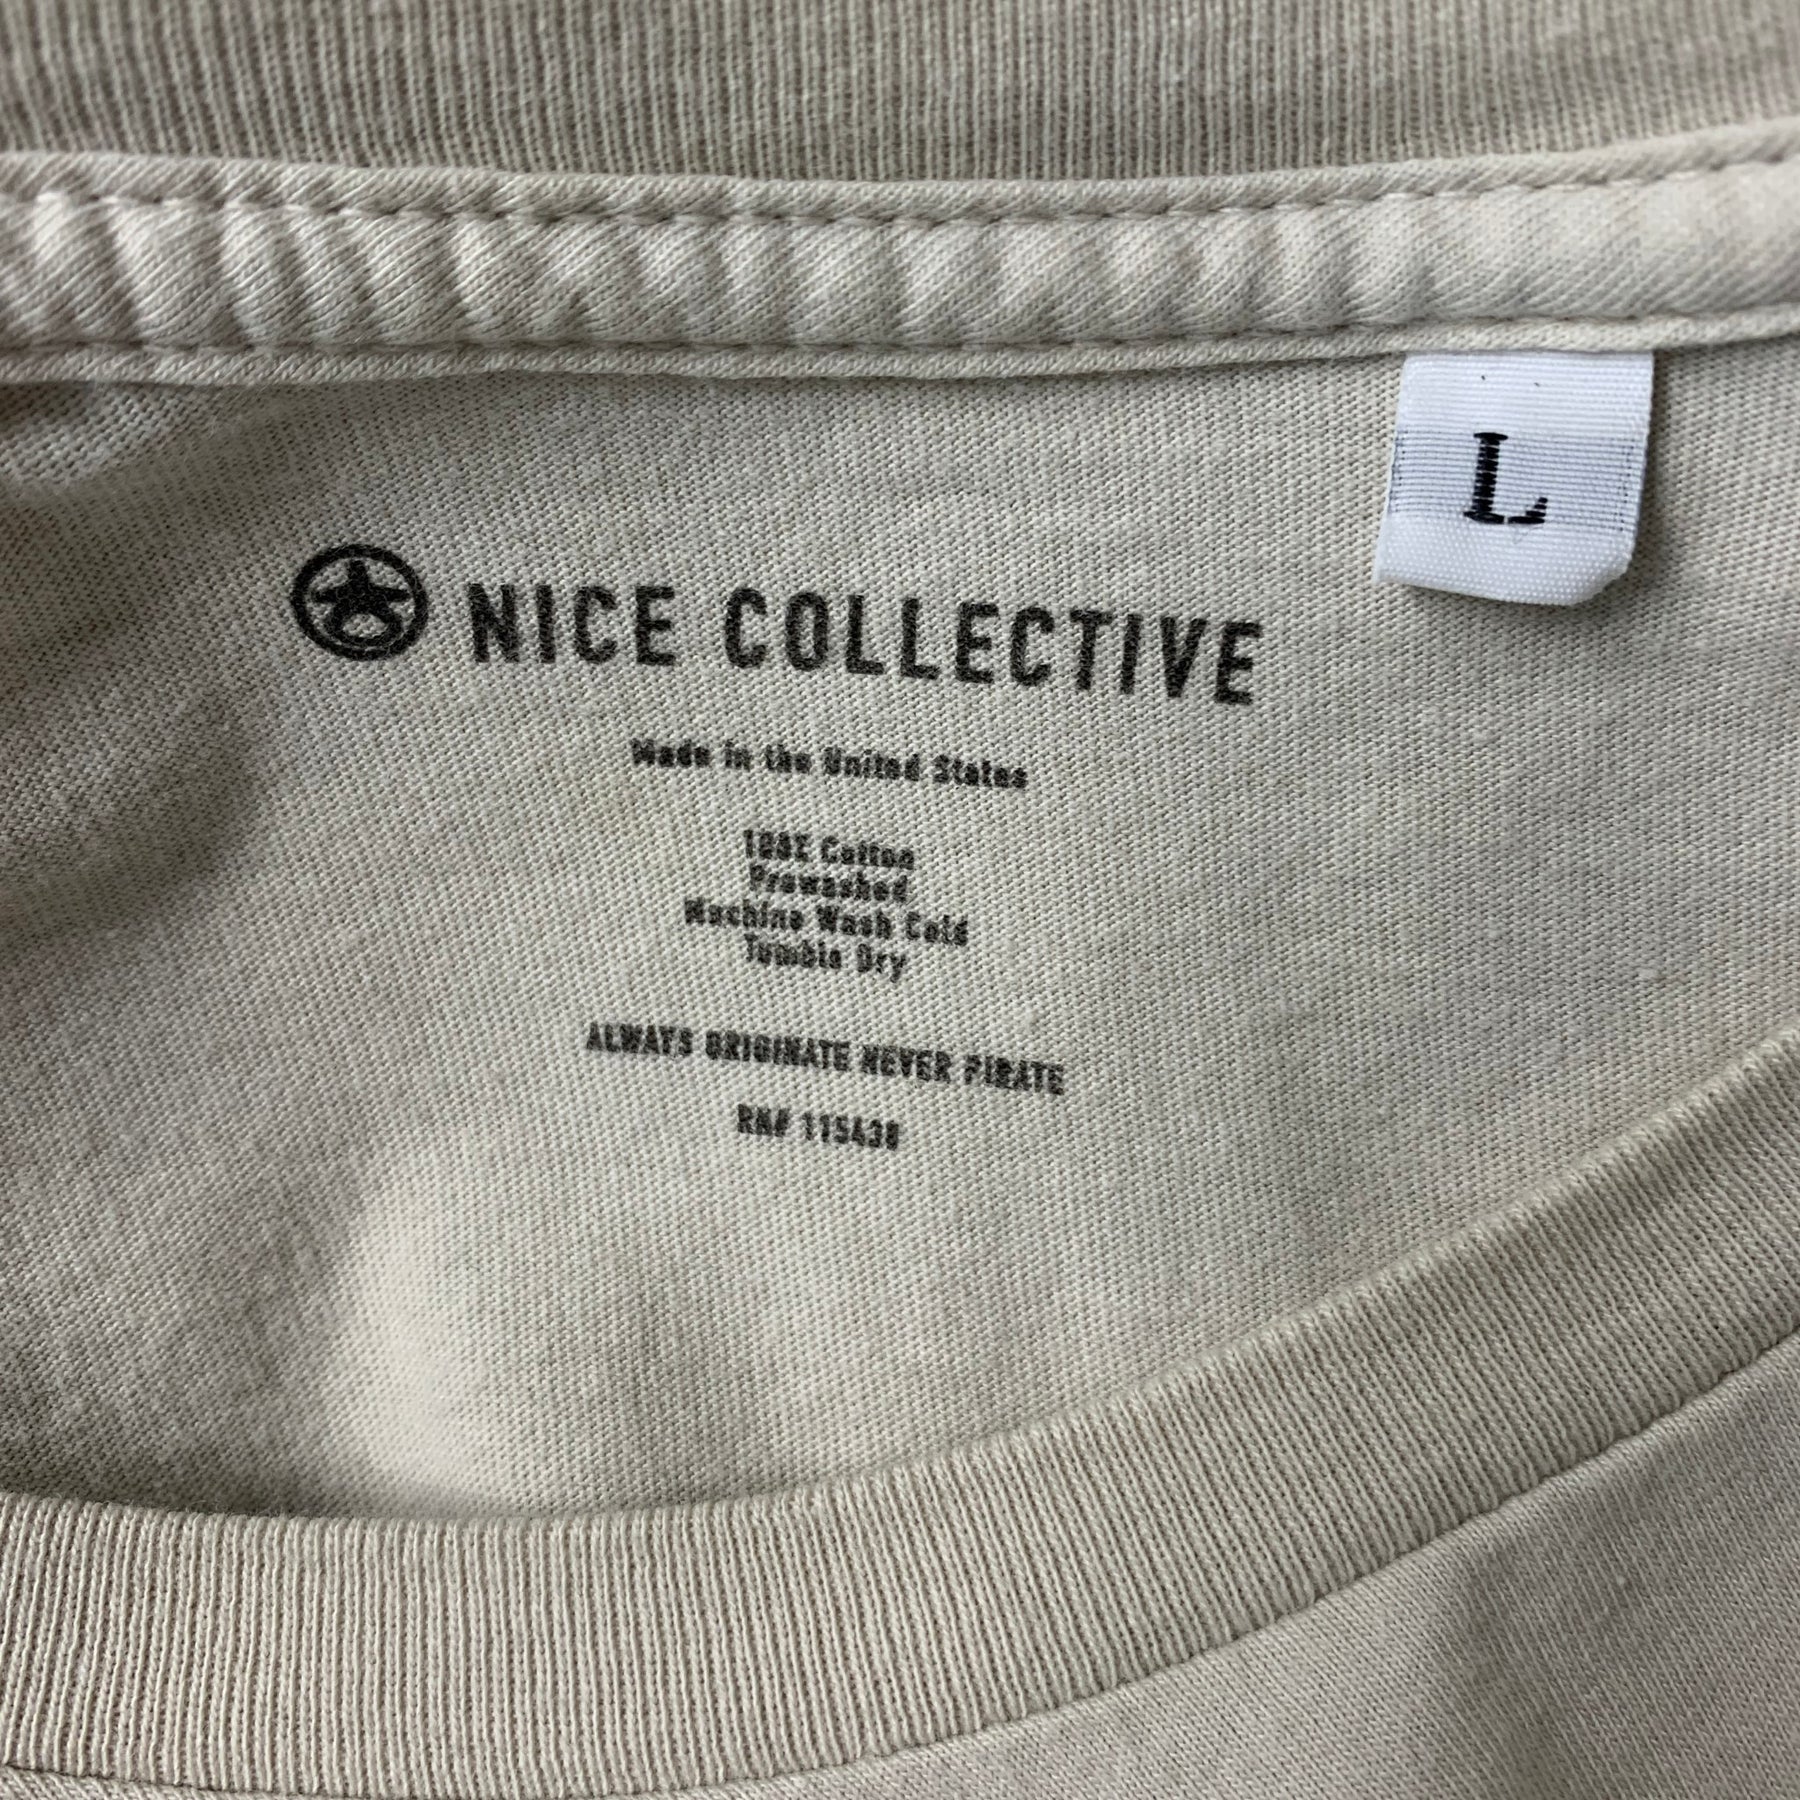 L
NICE COLLECTIVE
Made in the United States
100% Cotton
Prewashed
Machine Wash Cold
Tumble Dry
ALWAYS ORIGINATE NEVER PIRATE
RN# 115438